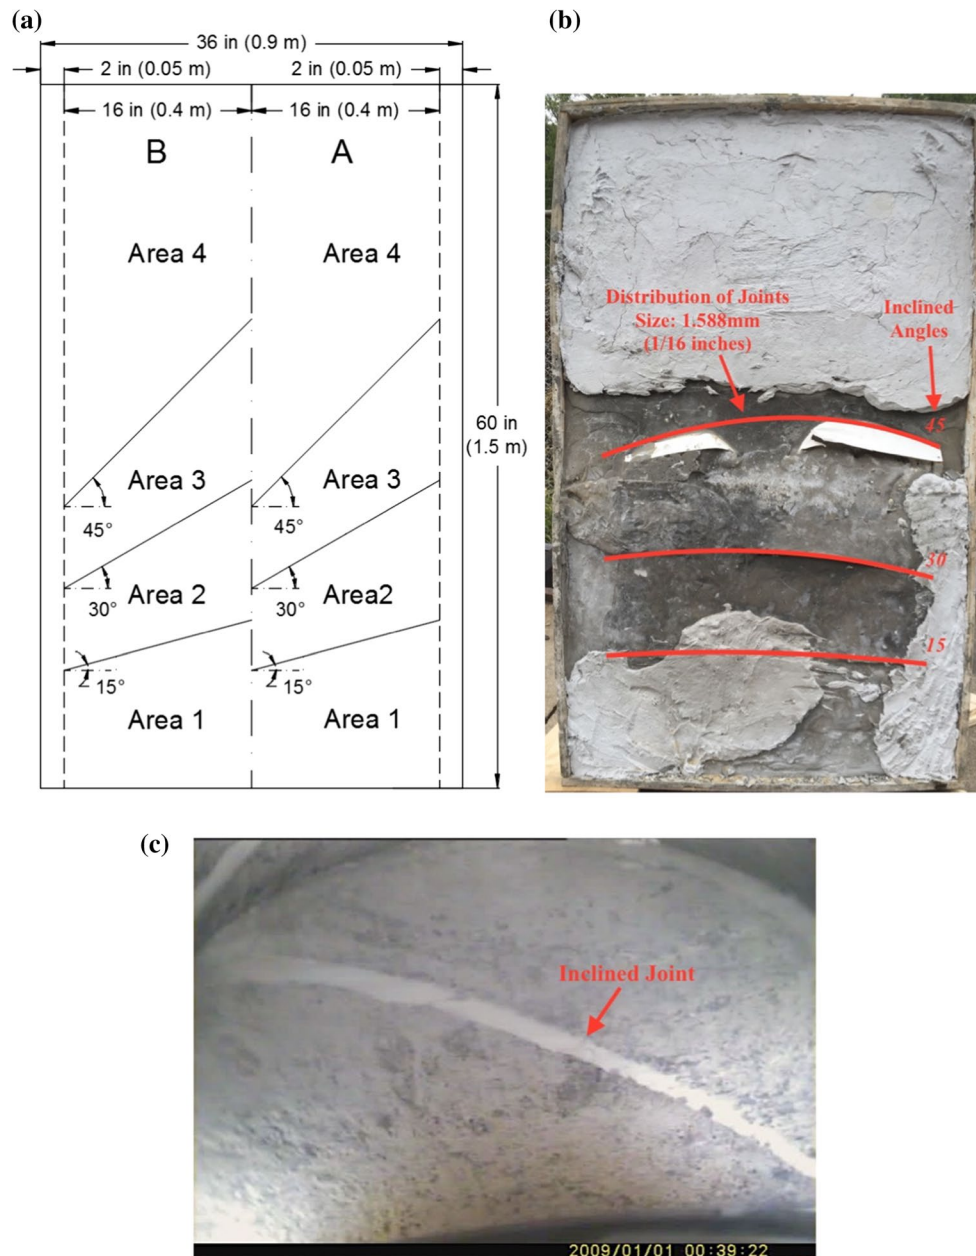 (a)
36 in (0.9 m)
2 in (0.05 m)
2 in (0.05 m)
16 in (0.4 m)
16 in (0.4 m)
B
A
Area 4
Area 4
60 in
(1.5 m)
Area 3
Area 3
45°
45°
Area 2
Area2
30°
30°
15°
15°
Area 1
Area 1
(b)
Distribution of Joints
Size: 1.588mm
(1/16 inches)
Inclined
Angles
45
30
15
(c)
Inclined Joint
2009/01/01 00:39:22